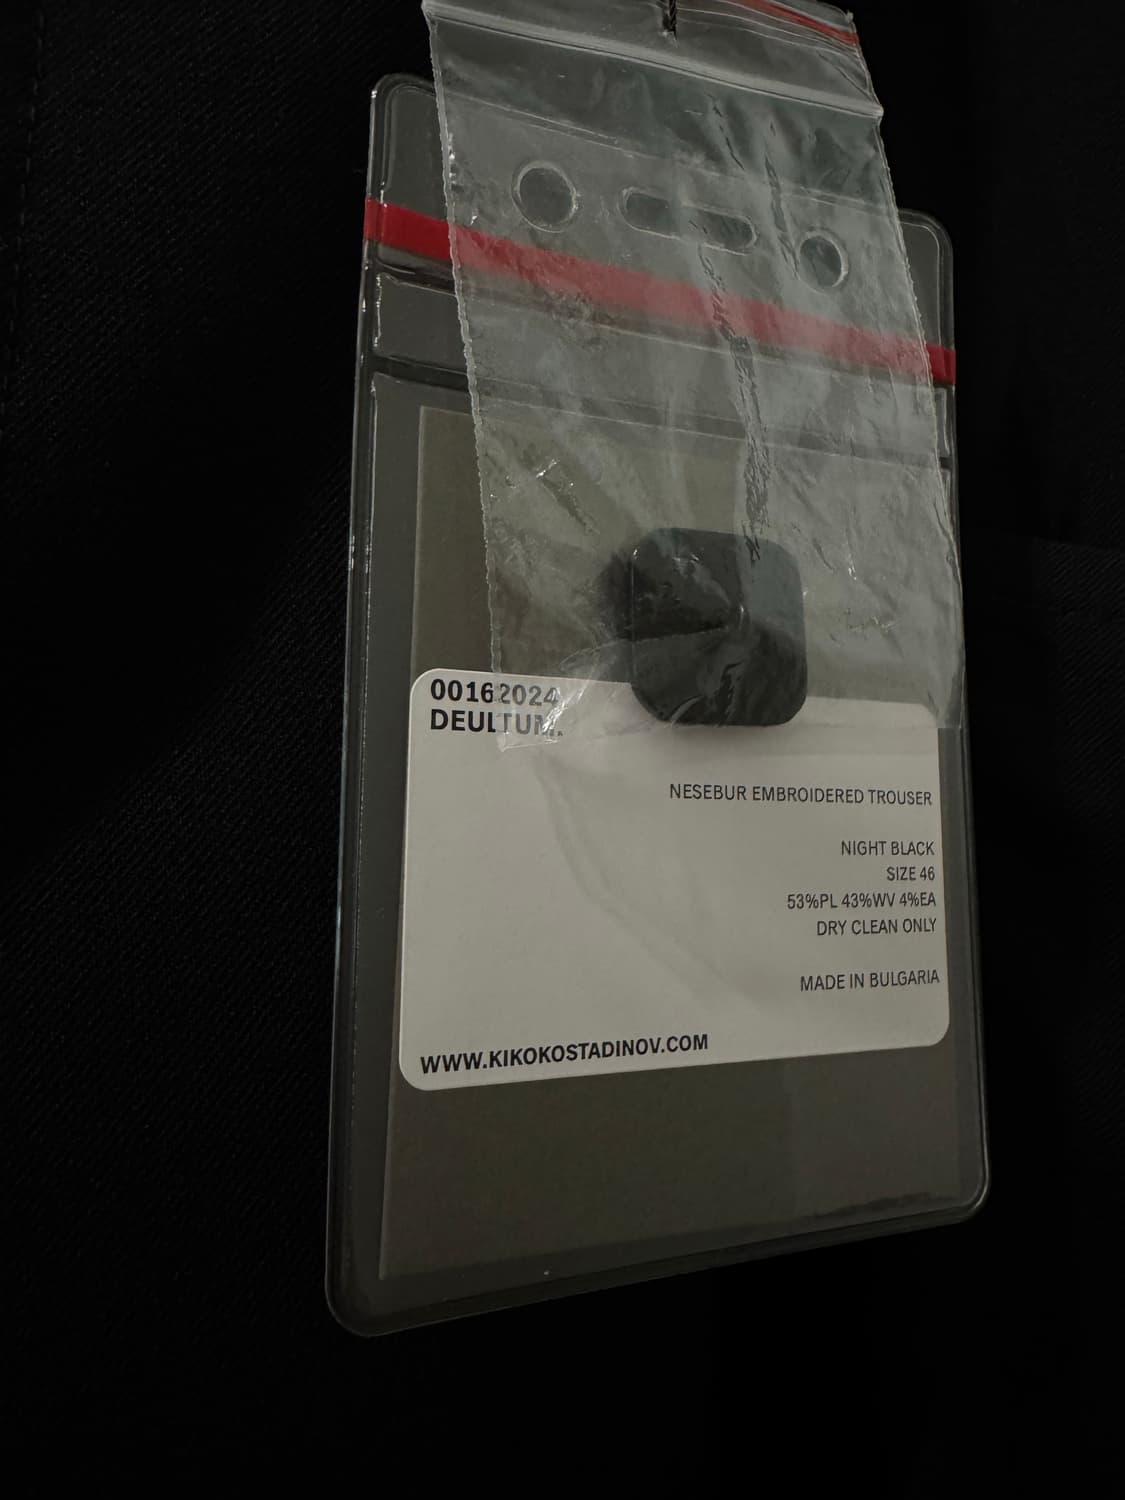 00162024
DEULTUM.
NESEBUR EMBROIDERED TROUSER
NIGHT BLACK
SIZE 46
53%PL 43%WV 4%EA
DRY CLEAN ONLY
MADE IN BULGARIA
WWW.KIKOKOSTADINOV.COM